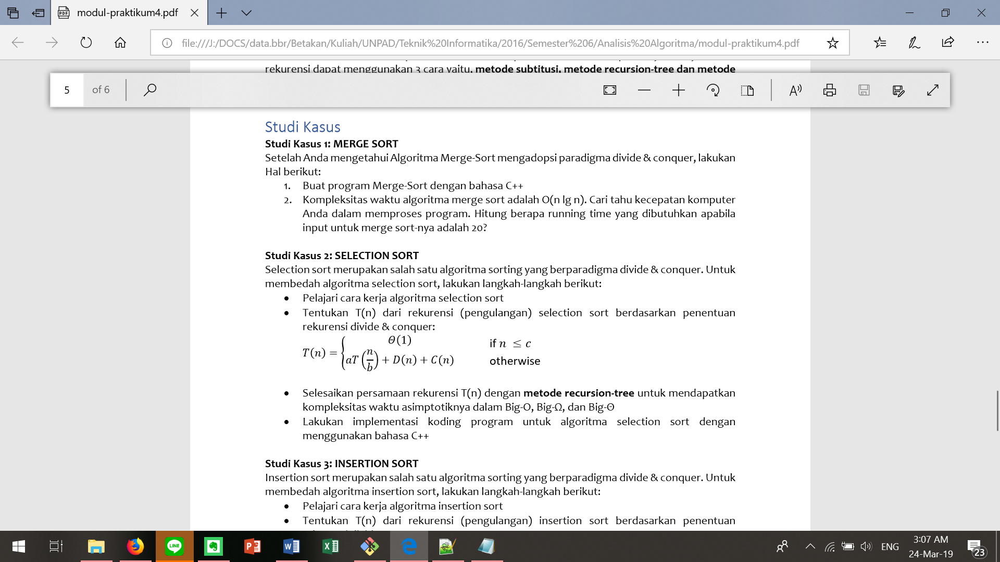 modul-praktikum4.pdf
file:///J:/DOCS/data.bbr/Betakan/Kuliah/UNPAD/Teknik%20Informatika/2016/Semester%206/Analisis%20Algoritma/modul-praktikum4.pdf
rekurensi dapat menggunakan 3 cara yaitu, metode subtitusi, metode recursion-tree dan metode
5 of 6
Studi Kasus
Studi Kasus 1: MERGE SORT
Setelah Anda mengetahui Algoritma Merge-Sort mengadopsi paradigma divide & conquer, lakukan
Hal berikut:
1. Buat program Merge-Sort dengan bahasa C++
2. Kompleksitas waktu algoritma merge sort adalah O(n lg n). Cari tahu kecepatan komputer
Anda dalam memproses program. Hitung berapa running time yang dibutuhkan apabila
input untuk merge sort-nya adalah 20?
Studi Kasus 2: SELECTION SORT
Selection sort merupakan salah satu algoritma sorting yang berparadigma divide & conquer. Untuk
membedah algoritma selection sort, lakukan langkah-langkah berikut:
• Pelajari cara kerja algoritma selection sort
• Tentukan T(n) dari rekurensi (pengulangan) selection sort berdasarkan penentuan
rekurensi divide & conquer:
Θ(1) if n ≤ c
T(n) = {
aT(n/b) + D(n) + C(n) otherwise
• Selesaikan persamaan rekurensi T(n) dengan metode recursion-tree untuk mendapatkan
kompleksitas waktu asimptotiknya dalam Big-O, Big-Ω, dan Big-Θ
• Lakukan implementasi koding program untuk algoritma selection sort dengan
menggunakan bahasa C++
Studi Kasus 3: INSERTION SORT
Insertion sort merupakan salah satu algoritma sorting yang berparadigma divide & conquer. Untuk
membedah algoritma insertion sort, lakukan langkah-langkah berikut:
• Pelajari cara kerja algoritma insertion sort
• Tentukan T(n) dari rekurensi (pengulangan) insertion sort berdasarkan penentuan
ENG
3:07 AM
24-Mar-19
23